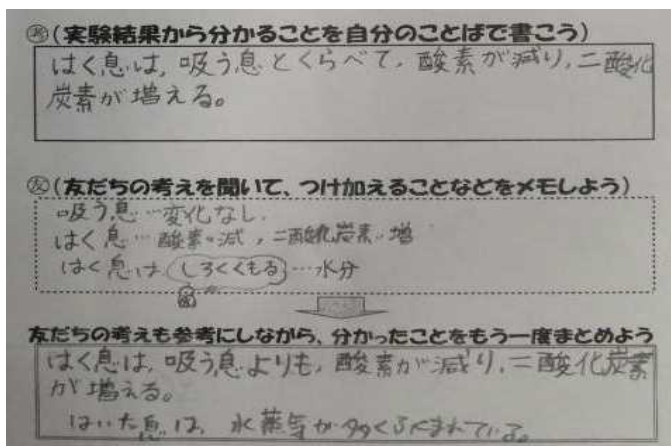 考(実験結果から分かることを自分のことばで書こう)
はく息は,吸う息とくらべて,酸素が減り,二酸化
炭素が増える。
友(友だちの考えを聞いて、つけ加えることなどをメモしよう)
吸う息…変化なし.
はく息…酸素・減,二酸化炭素・増
はく息は しろくくもる…水分
友だちの考えも参考にしながら、分かったことをもう一度まとめよう
はく息は,吸う息よりも,酸素が減り,二酸化炭素
が増える。
はいた息は、水蒸気が多くふくまれている。